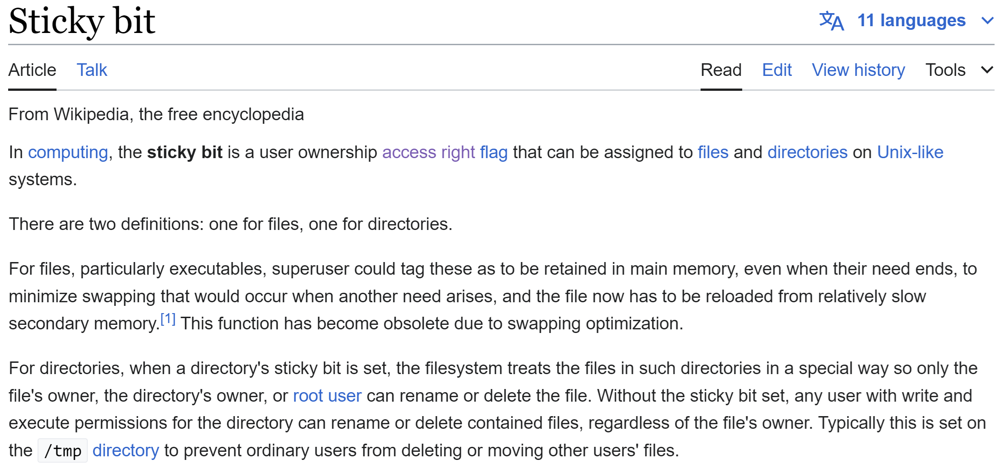 Sticky bit
文A 11 languages
Article Talk Read Edit View history Tools
From Wikipedia, the free encyclopedia
In computing, the sticky bit is a user ownership access right flag that can be assigned to files and directories on Unix-like
systems.
There are two definitions: one for files, one for directories.
For files, particularly executables, superuser could tag these as to be retained in main memory, even when their need ends, to
minimize swapping that would occur when another need arises, and the file now has to be reloaded from relatively slow
secondary memory.[1] This function has become obsolete due to swapping optimization.
For directories, when a directory's sticky bit is set, the filesystem treats the files in such directories in a special way so only the
file's owner, the directory's owner, or root user can rename or delete the file. Without the sticky bit set, any user with write and
execute permissions for the directory can rename or delete contained files, regardless of the file's owner. Typically this is set on
the /tmp directory to prevent ordinary users from deleting or moving other users' files.